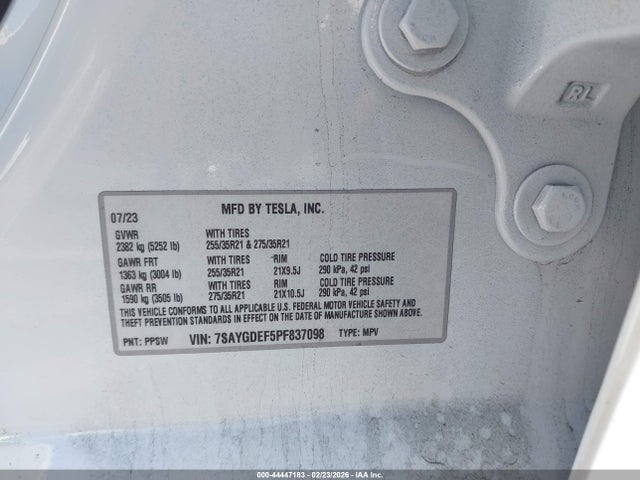 RL
MFD BY TESLA, INC.
07/23
GVWR WITH TIRES
2382 kg (5252 lb) 255/35R21 & 275/35R21
GAWR FRT WITH TIRES RIM COLD TIRE PRESSURE
1363 kg (3004 lb) 255/35R21 21X9.5J 290 kPa, 42 psi
GAWR RR WITH TIRES RIM COLD TIRE PRESSURE
1590 kg (3505 lb) 275/35R21 21X10.5J 290 kPa, 42 psi
THIS VEHICLE CONFORMS TO ALL APPLICABLE U.S. FEDERAL MOTOR VEHICLE SAFETY AND
THEFT PREVENTION STANDARDS IN EFFECT ON THE DATE OF MANUFACTURE SHOWN ABOVE.
PNT: PPSW VIN: 7SAYGDEF5PF837098 TYPE: MPV
000-44447183 - 02/23/2026 - Copyright IAA